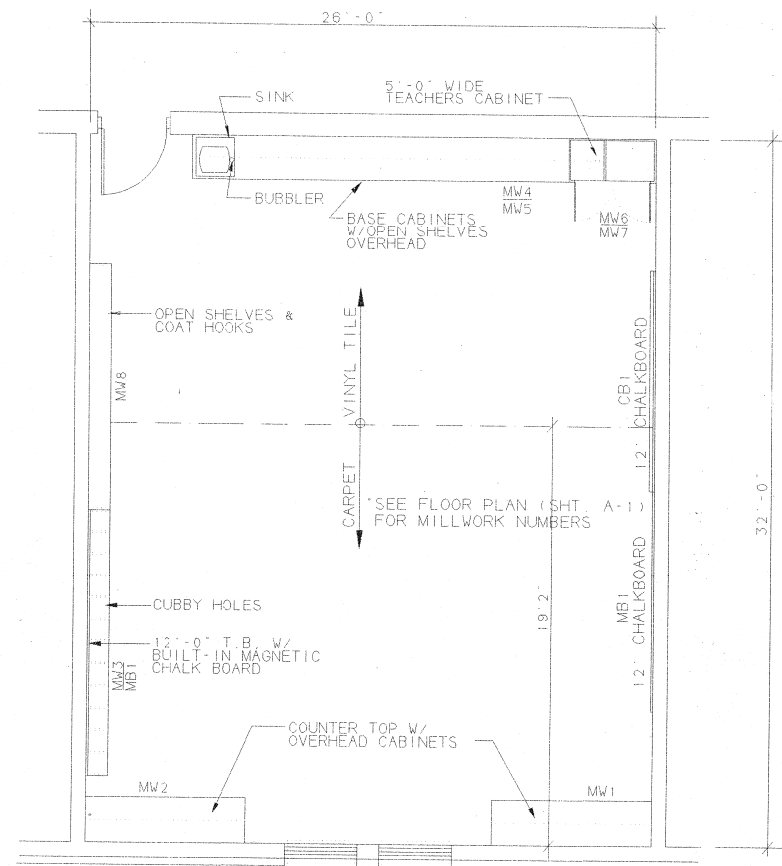 26'-0"
SINK
5'-0" WIDE
TEACHERS CABINET
BUBBLER
BASE CABINETS
W/OPEN SHELVES
OVERHEAD
MW4
MW5
MW6
MW7
OPEN SHELVES &
COAT HOOKS
MW8
VINYL TILE
CARPET
CB1
12' CHALKBOARD
*SEE FLOOR PLAN (SHT. A-1)
FOR MILLWORK NUMBERS
32'-0"
MB1
12' CHALKBOARD
19'2"
CUBBY HOLES
12'-0" T.B. W/
BUILT-IN MAGNETIC
CHALK BOARD
MW3
MB1
COUNTER TOP W/
OVERHEAD CABINETS
MW2
MW1